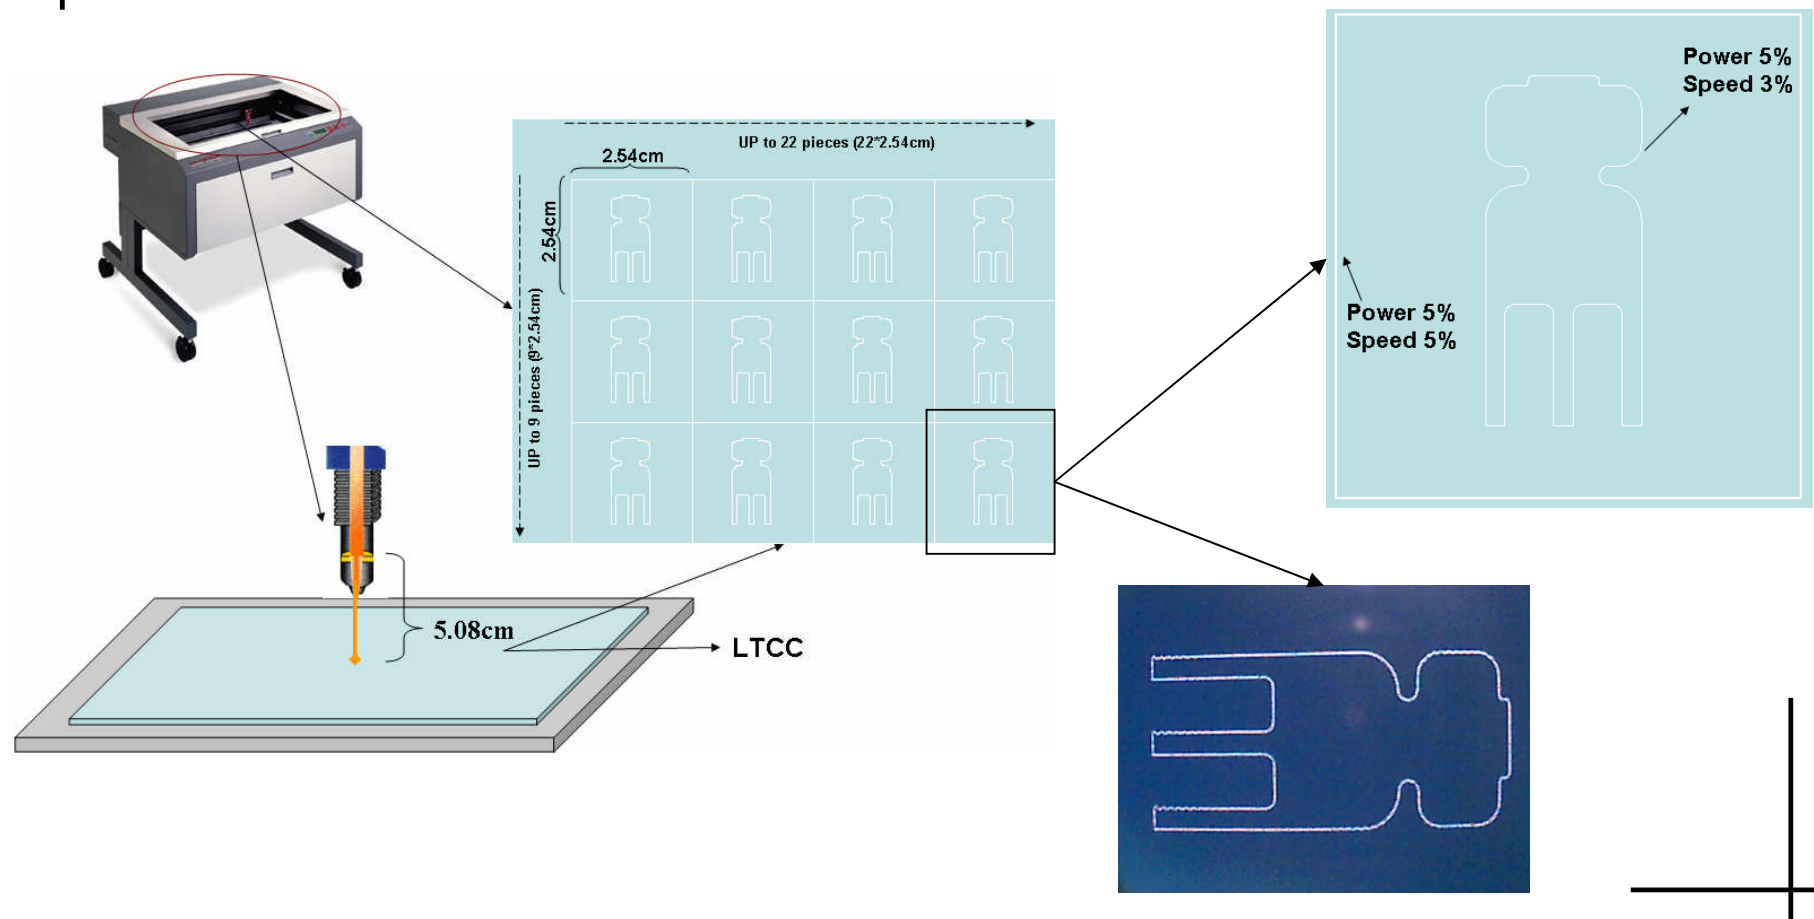 UP to 22 pieces (22*2.54cm)
2.54cm
2.54cm
UP to 9 pieces (9*2.54cm)
Power 5%
Speed 3%
Power 5%
Speed 5%
5.08cm
LTCC